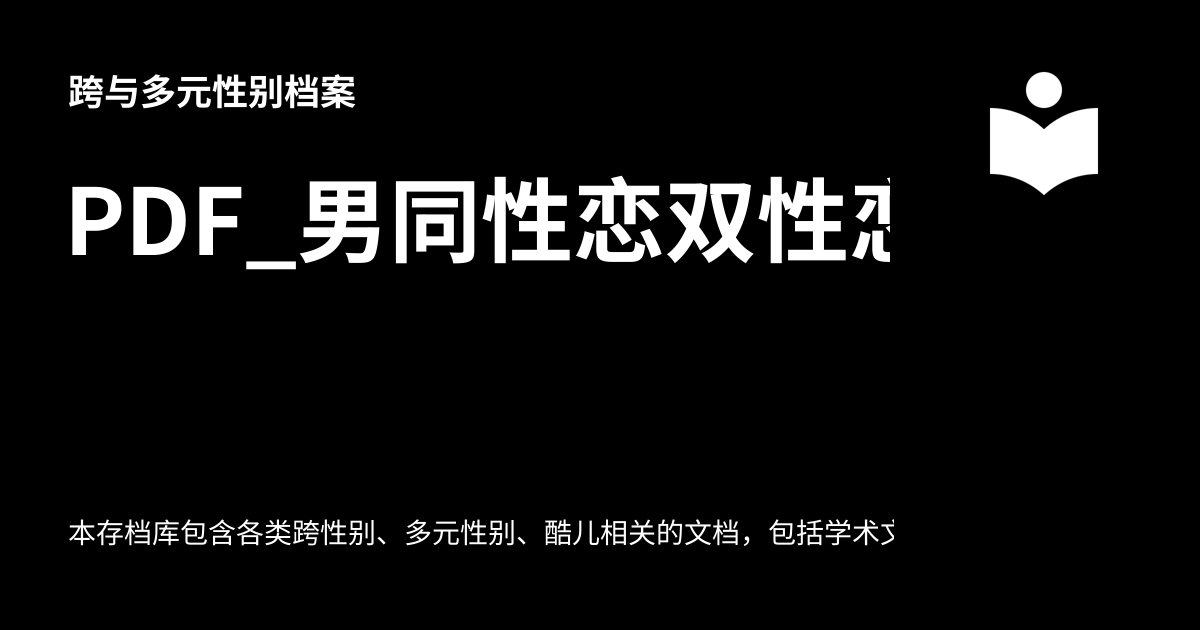 跨与多元性别档案
PDF_男同性恋双性恋
本存档库包含各类跨性别、多元性别、酷儿相关的文档，包括学术文